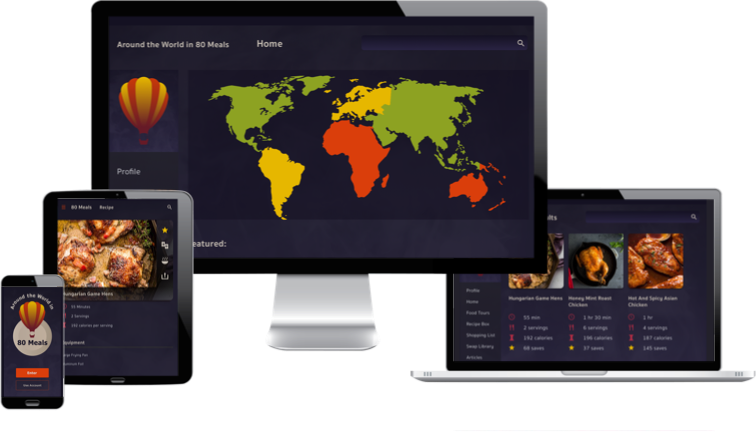 Around the World in 80 Meals
Home
Profile
eatured:
80 Meals
Recipe
Hungarian Game Hens
55 Minutes
2 Servings
192 calories per serving
quipment
Around the World in
80 Meals
Enter
ults
Profile
Home
Food Tours
Recipe Box
Shopping List
Swap Library
Articles
Hungarian Game Hens
55 min
2 servings
192 calories
88 saves
Honey Mint Roast
Chicken
1 hr 30 min
6 servings
196 calories
37 saves
Hot And Spicy Asian
Chicken
1 hr
4 servings
187 calories
145 saves